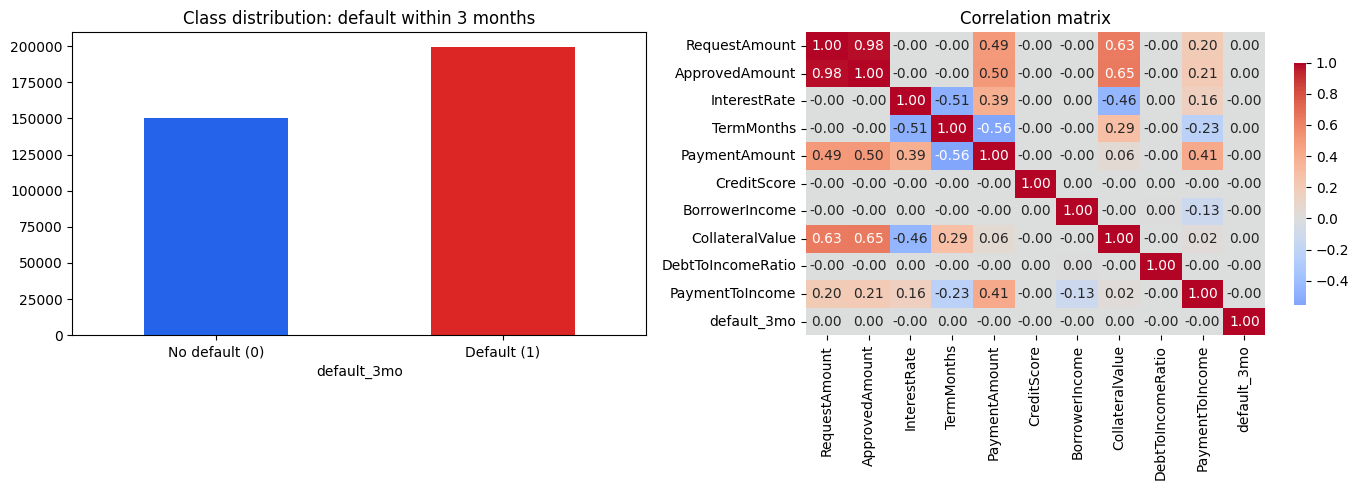 Class distribution: default within 3 months
200000
175000
150000
125000
100000
75000
50000
25000
0
No default (0) Default (1)
default_3mo
Correlation matrix
RequestAmount 1.00 0.98 -0.00 -0.00 0.49 -0.00 -0.00 0.63 -0.00 0.20 0.00
ApprovedAmount 0.98 1.00 -0.00 -0.00 0.50 -0.00 -0.00 0.65 -0.00 0.21 0.00
InterestRate -0.00 -0.00 1.00 -0.51 0.39 -0.00 0.00 -0.46 0.00 0.16 -0.00
TermMonths -0.00 -0.00 -0.51 1.00 -0.56 -0.00 -0.00 0.29 -0.00 -0.23 0.00
PaymentAmount 0.49 0.50 0.39 -0.56 1.00 -0.00 -0.00 0.06 -0.00 0.41 -0.00
CreditScore -0.00 -0.00 -0.00 -0.00 -0.00 1.00 0.00 -0.00 0.00 -0.00 -0.00
BorrowerIncome -0.00 -0.00 0.00 -0.00 -0.00 0.00 1.00 -0.00 0.00 -0.13 -0.00
CollateralValue 0.63 0.65 -0.46 0.29 0.06 -0.00 -0.00 1.00 -0.00 0.02 0.00
DebtToIncomeRatio -0.00 -0.00 0.00 -0.00 -0.00 0.00 0.00 -0.00 1.00 -0.00 -0.00
PaymentToIncome 0.20 0.21 0.16 -0.23 0.41 -0.00 -0.13 0.02 -0.00 1.00 -0.00
default_3mo 0.00 0.00 -0.00 0.00 -0.00 -0.00 -0.00 0.00 -0.00 -0.00 1.00
RequestAmount
ApprovedAmount
InterestRate
TermMonths
PaymentAmount
CreditScore
BorrowerIncome
CollateralValue
DebtToIncomeRatio
PaymentToIncome
default_3mo
1.0
0.8
0.6
0.4
0.2
0.0
−0.2
−0.4